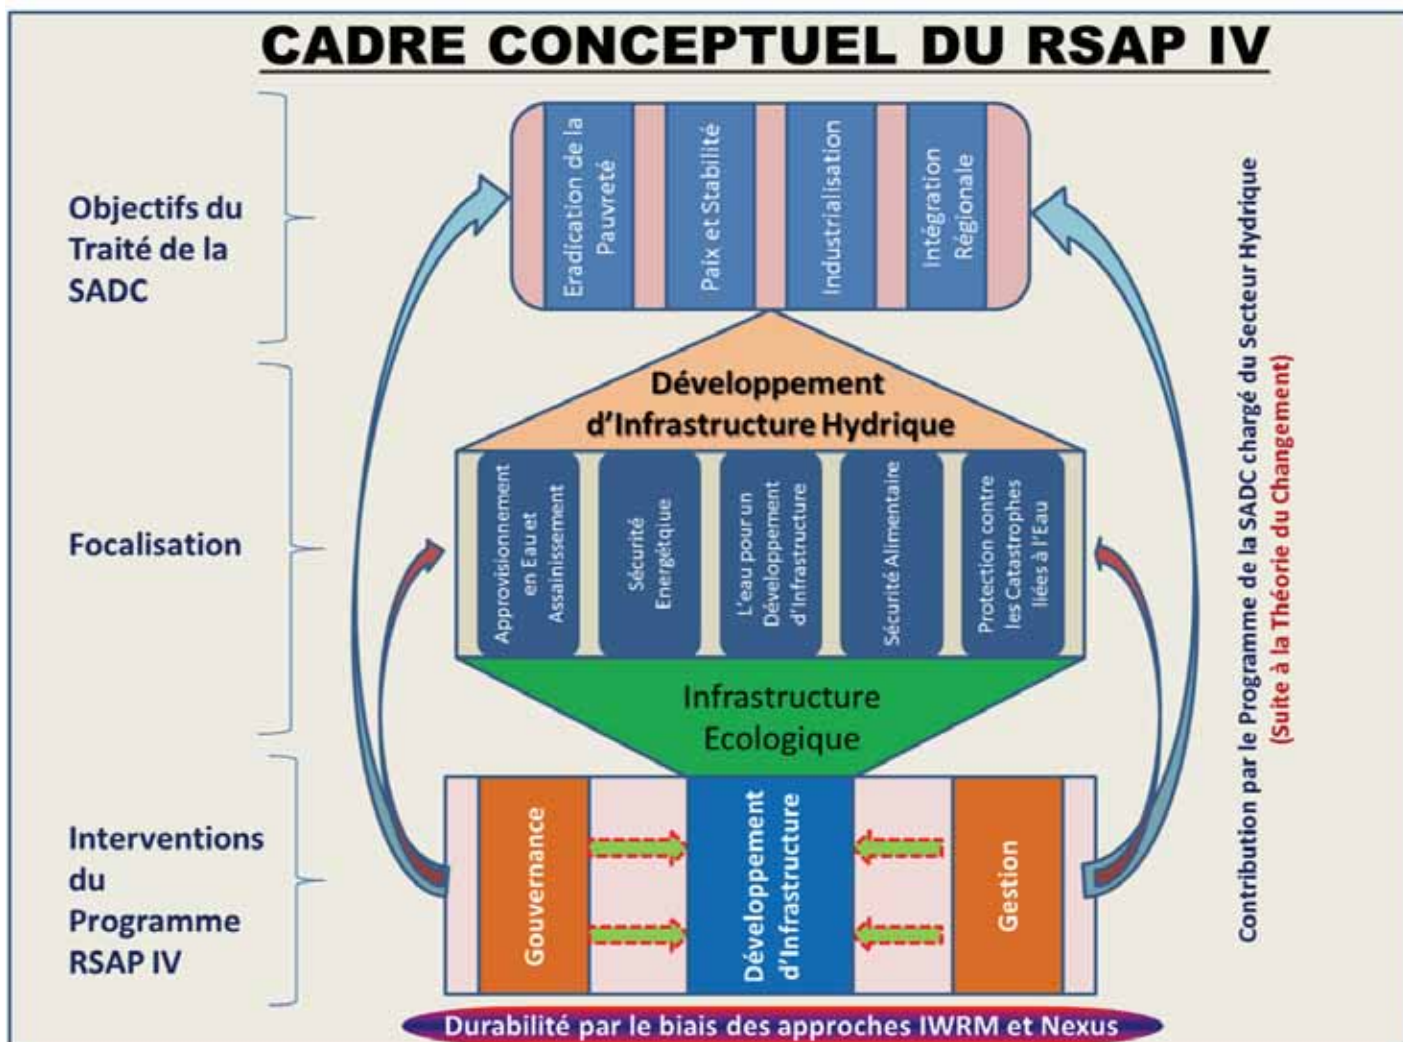 CADRE CONCEPTUEL DU RSAP IV
Objectifs du
Traité de la
SADC
Eradication de la
Pauvreté
Paix et Stabilité
Industrialisation
Intégration
Régionale
Focalisation
Développement
d'Infrastructure Hydrique
Approvisionnement
en Eau et
Assainissement
Sécurité
Energétqiue
L'eau pour un
Développement
d'Infrastructure
Sécurité Alimentaire
Protection contre
les Catastrophes
liées à l'Eau
Infrastructure
Ecologique
Interventions
du
Programme
RSAP IV
Gouvernance
Développement
d'Infrastructure
Gestion
Durabilité par le biais des approches IWRM et Nexus
Contribution par le Programme de la SADC chargé du Secteur Hydrique
(Suite à la Théorie du Changement)